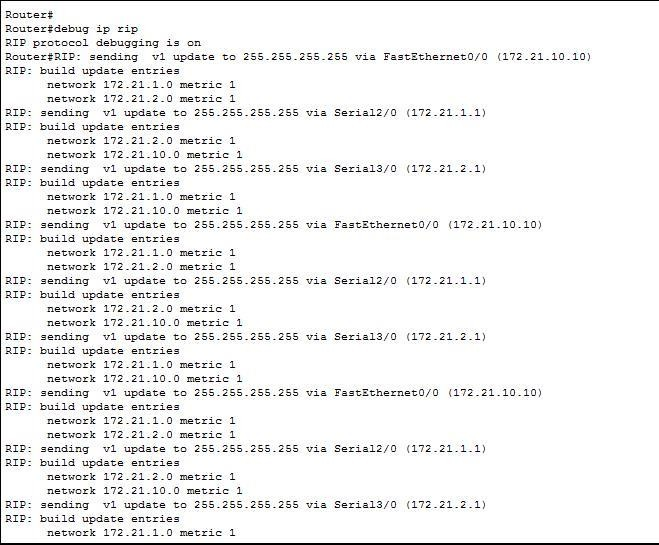 Router#
Router#debug ip rip
RIP protocol debugging is on
Router#RIP: sending  v1 update to 255.255.255.255 via FastEthernet0/0 (172.21.10.10)
RIP: build update entries
      network 172.21.1.0 metric 1
      network 172.21.2.0 metric 1
RIP: sending  v1 update to 255.255.255.255 via Serial2/0 (172.21.1.1)
RIP: build update entries
      network 172.21.2.0 metric 1
      network 172.21.10.0 metric 1
RIP: sending  v1 update to 255.255.255.255 via Serial3/0 (172.21.2.1)
RIP: build update entries
      network 172.21.1.0 metric 1
      network 172.21.10.0 metric 1
RIP: sending  v1 update to 255.255.255.255 via FastEthernet0/0 (172.21.10.10)
RIP: build update entries
      network 172.21.1.0 metric 1
      network 172.21.2.0 metric 1
RIP: sending  v1 update to 255.255.255.255 via Serial2/0 (172.21.1.1)
RIP: build update entries
      network 172.21.2.0 metric 1
      network 172.21.10.0 metric 1
RIP: sending  v1 update to 255.255.255.255 via Serial3/0 (172.21.2.1)
RIP: build update entries
      network 172.21.1.0 metric 1
      network 172.21.10.0 metric 1
RIP: sending  v1 update to 255.255.255.255 via FastEthernet0/0 (172.21.10.10)
RIP: build update entries
      network 172.21.1.0 metric 1
      network 172.21.2.0 metric 1
RIP: sending  v1 update to 255.255.255.255 via Serial2/0 (172.21.1.1)
RIP: build update entries
      network 172.21.2.0 metric 1
      network 172.21.10.0 metric 1
RIP: sending  v1 update to 255.255.255.255 via Serial3/0 (172.21.2.1)
RIP: build update entries
      network 172.21.1.0 metric 1